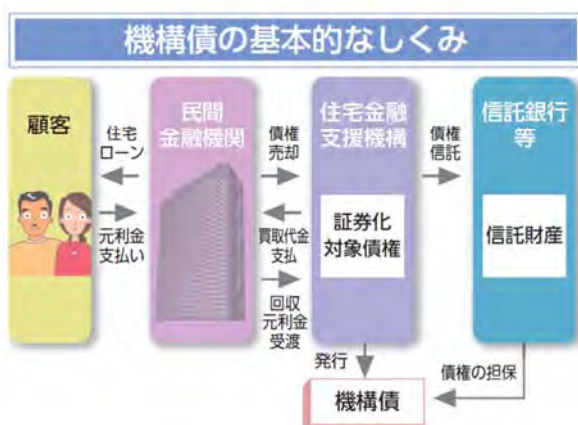 機構債の基本的なしくみ
顧客
住宅
ローン
元利金
支払い
民間
金融機関
債権
売却
買取代金
支払
回収
元利金
受渡
住宅金融
支援機構
証券化
対象債権
債権
信託
信託銀行
等
信託財産
発行
債権の担保
機構債